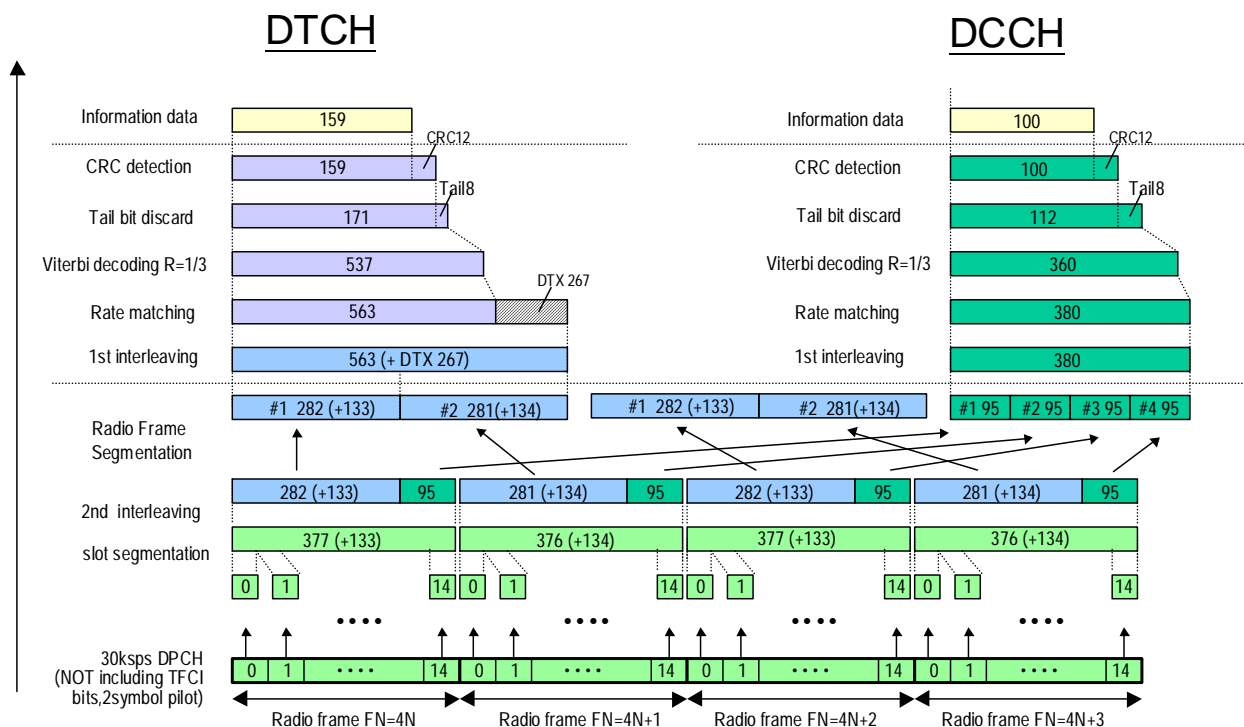 DTCH
DCCH
Information data
159
Information data
100
CRC12
CRC12
CRC detection
159
CRC detection
100
Tail8
Tail8
Tail bit discard
171
Tail bit discard
112
Viterbi decoding R=1/3
537
Viterbi decoding R=1/3
360
DTX 267
Rate matching
563
Rate matching
380
1st interleaving
563 (+ DTX 267)
1st interleaving
380
#1 282 (+133)
#2 281(+134)
#1 282 (+133)
#2 281(+134)
#1 95
#2 95
#3 95
#4 95
Radio Frame
Segmentation
282 (+133)
95
281 (+134)
95
282 (+133)
95
281 (+134)
95
2nd interleaving
377 (+133)
376 (+134)
377 (+133)
376 (+134)
slot segmentation
0
1
14
0
1
14
0
1
14
0
1
14
• • • •
• • • •
• • • •
• • • •
30ksps DPCH
(NOT including TFCI
bits,2symbol pilot)
0
1
• • • •
14
0
1
• • • •
14
0
1
• • • •
14
0
1
• • • •
14
Radio frame FN=4N
Radio frame FN=4N+1
Radio frame FN=4N+2
Radio frame FN=4N+3